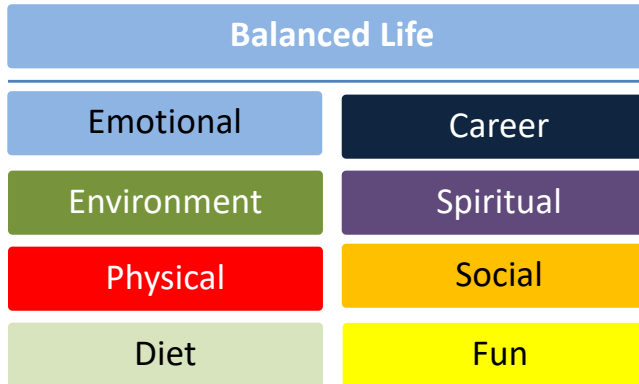 Balanced Life
Emotional
Career
Environment
Spiritual
Physical
Social
Diet
Fun